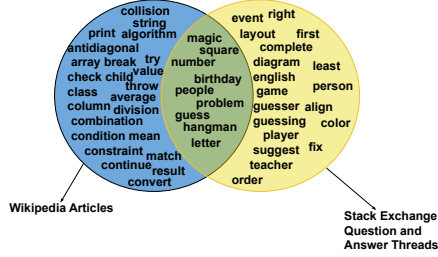 collision
string
print algorithm
antidiagonal
array break try
check child value
class throw
average
column division
combination
condition mean
constraint match
continue result
convert
magic
square
number
birthday
people
problem
guess
hangman
letter
event right
layout first
complete
diagram least
english
game person
guesser align
guessing color
player
suggest fix
teacher
order
Wikipedia Articles
Stack Exchange
Question and
Answer Threads